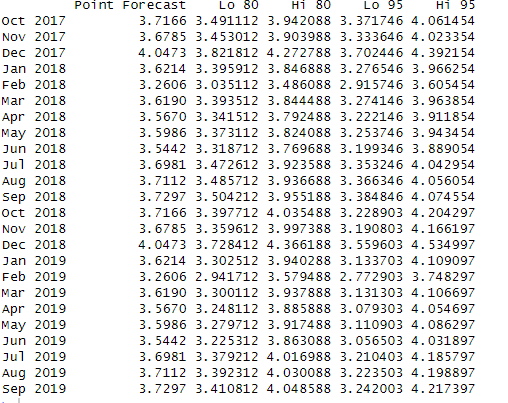 Point Forecast Lo 80 Hi 80 Lo 95 Hi 95
Oct 2017 3.7166 3.491112 3.942088 3.371746 4.061454
Nov 2017 3.6785 3.453012 3.903988 3.333646 4.023354
Dec 2017 4.0473 3.821812 4.272788 3.702446 4.392154
Jan 2018 3.6214 3.395912 3.846888 3.276546 3.966254
Feb 2018 3.2606 3.035112 3.486088 2.915746 3.605454
Mar 2018 3.6190 3.393512 3.844488 3.274146 3.963854
Apr 2018 3.5670 3.341512 3.792488 3.222146 3.911854
May 2018 3.5986 3.373112 3.824088 3.253746 3.943454
Jun 2018 3.5442 3.318712 3.769688 3.199346 3.889054
Jul 2018 3.6981 3.472612 3.923588 3.353246 4.042954
Aug 2018 3.7112 3.485712 3.936688 3.366346 4.056054
Sep 2018 3.7297 3.504212 3.955188 3.384846 4.074554
Oct 2018 3.7166 3.397712 4.035488 3.228903 4.204297
Nov 2018 3.6785 3.359612 3.997388 3.190803 4.166197
Dec 2018 4.0473 3.728412 4.366188 3.559603 4.534997
Jan 2019 3.6214 3.302512 3.940288 3.133703 4.109097
Feb 2019 3.2606 2.941712 3.579488 2.772903 3.748297
Mar 2019 3.6190 3.300112 3.937888 3.131303 4.106697
Apr 2019 3.5670 3.248112 3.885888 3.079303 4.054697
May 2019 3.5986 3.279712 3.917488 3.110903 4.086297
Jun 2019 3.5442 3.225312 3.863088 3.056503 4.031897
Jul 2019 3.6981 3.379212 4.016988 3.210403 4.185797
Aug 2019 3.7112 3.392312 4.030088 3.223503 4.198897
Sep 2019 3.7297 3.410812 4.048588 3.242003 4.217397